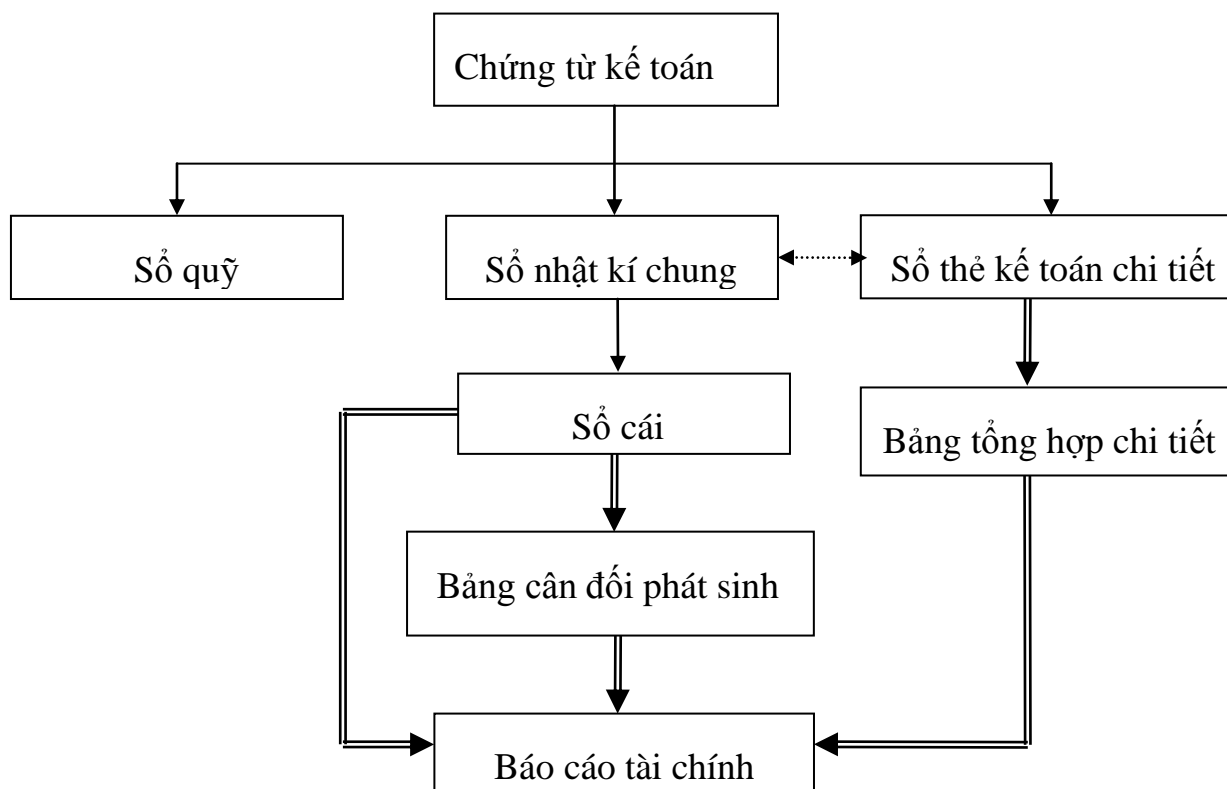 Chứng từ kế toán
Sổ quỹ
Sổ nhật kí chung
Sổ thẻ kế toán chi tiết
Sổ cái
Bảng tổng hợp chi tiết
Bảng cân đối phát sinh
Báo cáo tài chính